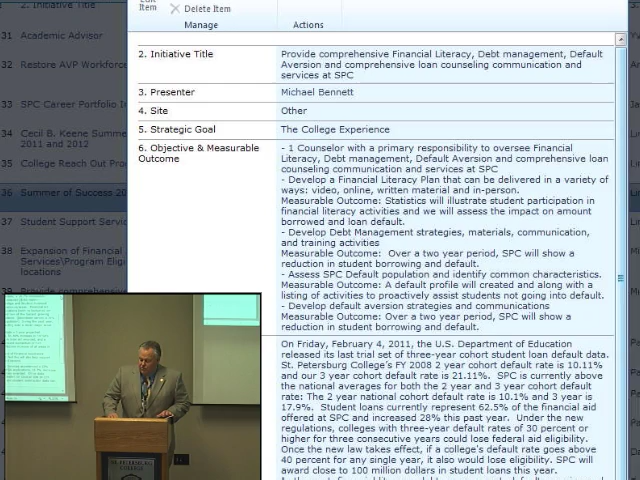 2. Initiative Title
Edit
Item
Delete Item
Manage
Actions
31 Academic Advisor
32 Restore AVP Workforce
33 SPC Career Portfolio
34 Cecil B. Keene Summe
2011 and 2012
35 College Reach Out Pro
36 Summer of Success 20
37 Student Support Servic
38 Expansion of Financial
Services\Program Elig
locations
39 Provide comprehensive
2. Initiative Title
Provide comprehensive Financial Literacy, Debt management, Default
Aversion and comprehensive loan counseling communication and
services at SPC
3. Presenter
Michael Bennett
4. Site
Other
5. Strategic Goal
The College Experience
6. Objective & Measurable
Outcome
- 1 Counselor with a primary responsibility to oversee Financial
Literacy, Debt management, Default Aversion and comprehensive loan
counseling communication and services at SPC
- Develop a Financial Literacy Plan that can be delivered in a variety of
ways: video, online, written material and in-person.
Measurable Outcome: Statistics will illustrate student participation in
financial literacy activities and we will assess the impact on amount
borrowed and loan default.
- Develop Debt Management strategies, materials, communication,
and training activities
Measurable Outcome: Over a two year period, SPC will show a
reduction in student borrowing and default.
- Assess SPC Default population and identify common characteristics.
Measurable Outcome: A default profile will created and along with a
listing of activities to proactively assist students not going into default.
- Develop default aversion strategies and communications
Measurable Outcome: Over a two year period, SPC will show a
reduction in student borrowing and default.
On Friday, February 4, 2011, the U.S. Department of Education
released its last trial set of three-year cohort student loan default data.
St. Petersburg College's FY 2008 2 year cohort default rate is 10.11%
and our 3 year cohort default rate is 21.11%. SPC is currently above
the national averages for both the 2 year and 3 year cohort default
rate: The 2 year national cohort default rate is 10.1% and 3 year is
17.9%. Student loans currently represent 62.5% of the financial aid
offered at SPC and increased 28% this past year. Under the new
regulations, colleges with three-year default rates of 30 percent or
higher for three consecutive years could lose federal aid eligibility.
Once the new law takes effect, if a college's default rate goes above
40 percent for any single year, it also would lose eligibility. SPC will
award close to 100 million dollars in student loans this year.